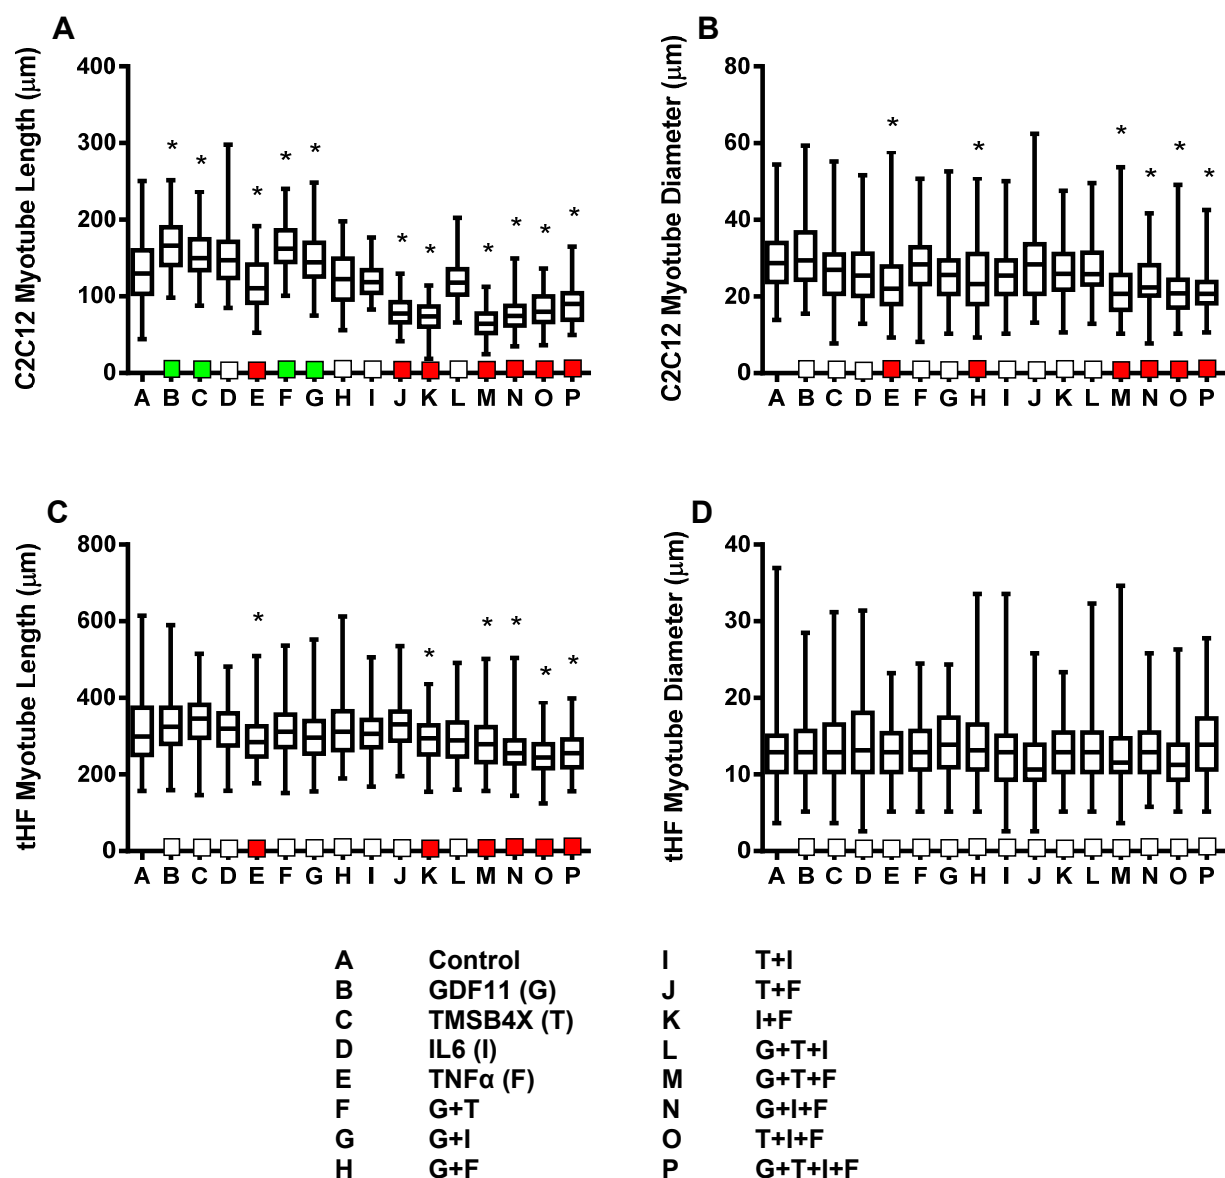 A
C2C12 Myotube Length (μm)
400
300
200
100
0
* * * * * * * * * * *
A B C D E F G H I J K L M N O P
B
C2C12 Myotube Diameter (μm)
80
60
40
20
0
* * * * * *
A B C D E F G H I J K L M N O P
C
tHF Myotube Length (μm)
800
600
400
200
0
* * * * * *
A B C D E F G H I J K L M N O P
D
tHF Myotube Diameter (μm)
40
30
20
10
0
A B C D E F G H I J K L M N O P
A Control I T+I
B GDF11 (G) J T+F
C TMSB4X (T) K I+F
D IL6 (I) L G+T+I
E TNFα (F) M G+T+F
F G+T N G+I+F
G G+I O T+I+F
H G+F P G+T+I+F